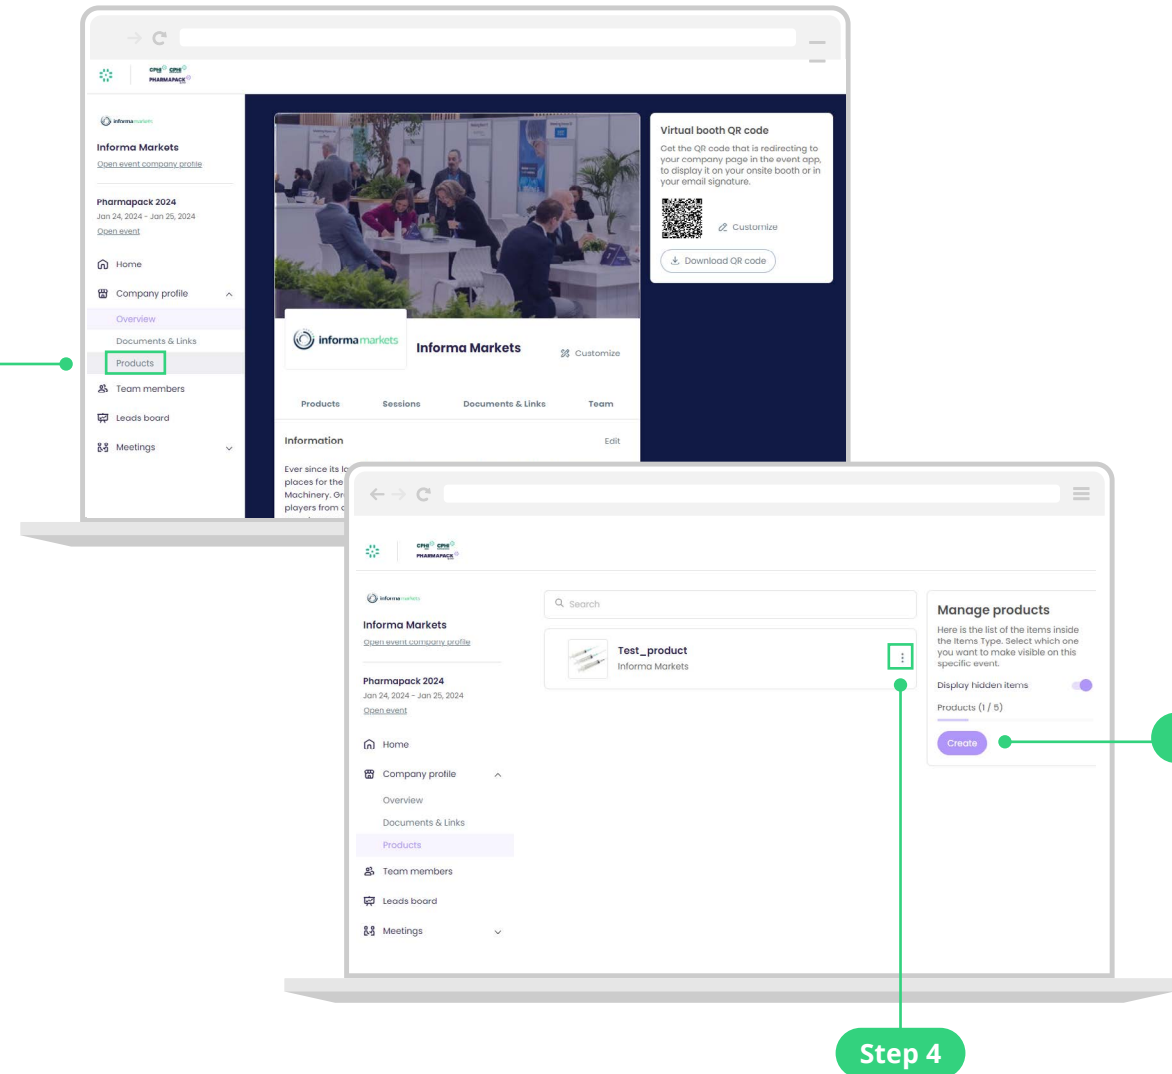 CPHI CPHI
PHARMAPACK
informa markets
Informa Markets
Open event company profile
Pharmapack 2024
Jan 24, 2024 - Jan 25, 2024
Open event
Home
Company profile
Overview
Documents & Links
Products
Team members
Leads board
Meetings
informa markets
Informa Markets
Customize
Products Sessions Documents & Links Team
Information Edit
Ever since its
places for the
Machinery.
players from
Virtual booth QR code
Get the QR code that is redirecting to
your company page in the event app,
to display it on your onsite booth or in
your email signature.
Customize
Download QR code
CPHI CPHI
PHARMAPACK
informa markets
Informa Markets
Open event company profile
Pharmapack 2024
Jan 24, 2024 - Jan 25, 2024
Open event
Home
Company profile
Overview
Documents & Links
Products
Team members
Leads board
Meetings
Search
Test_product
Informa Markets
Manage products
Here is the list of the items inside
the Items Type. Select which one
you want to make visible on this
specific event.
Display hidden items
Products (1 / 5)
Create
Step 4